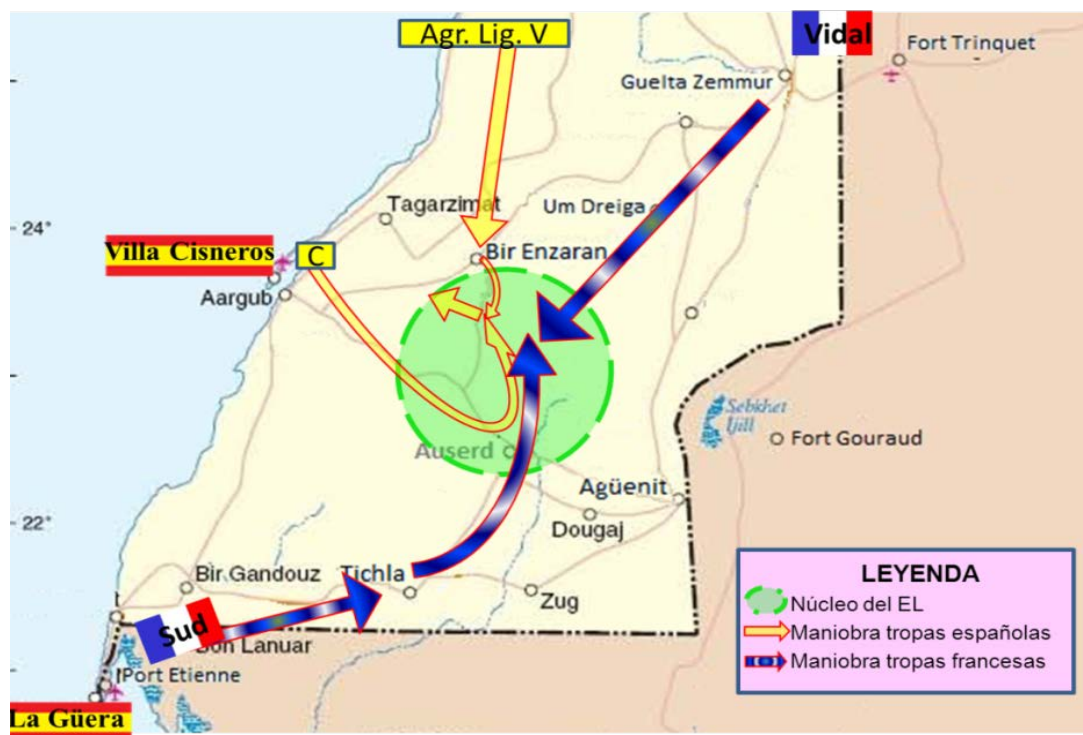 Agr. Lig. V
Vidal
Fort Trinquet
Guelta Zemmur
Tagarzimat
Um Dreiga
24°
Villa Cisneros
C
Bir Enzaran
Aargub
Sebkhet
Ijill
Fort Gouraud
Auserd
Agüenit
22°
Dougaj
Bir Gandouz
Tichla
Zug
Sud
Bon Lanuar
Port Etienne
La Güera
LEYENDA
Núcleo del EL
Maniobra tropas españolas
Maniobra tropas francesas